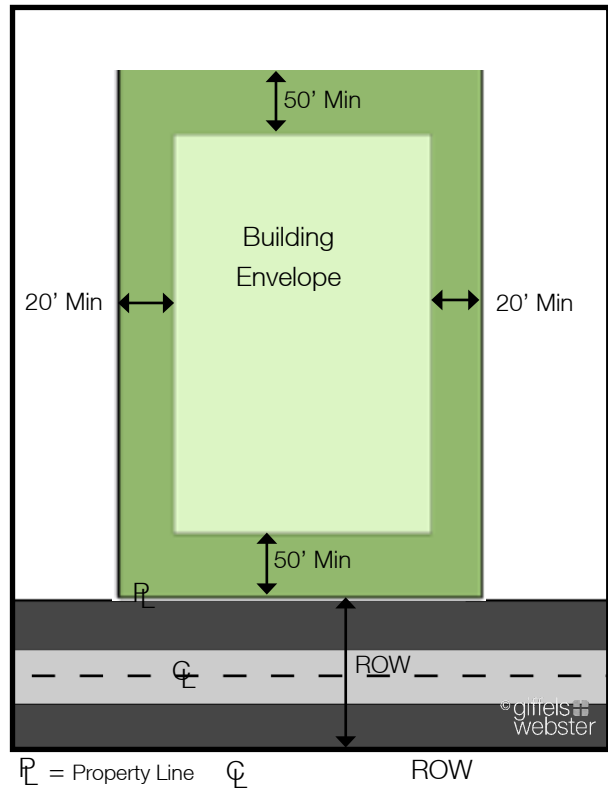 50’ Min
Building
Envelope
20’ Min
20’ Min
50’ Min
PL
CL
ROW
© giffels
webster
PL = Property Line CL ROW